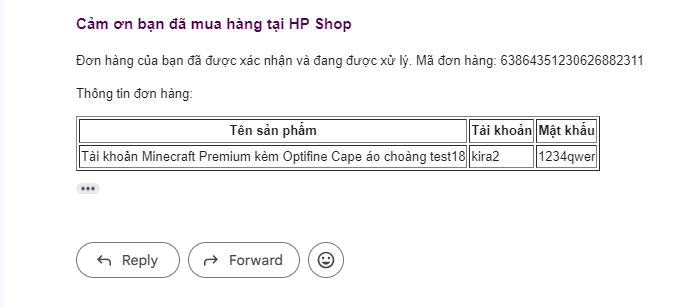 Cảm ơn bạn đã mua hàng tại HP Shop
Đơn hàng của bạn đã được xác nhận và đang được xử lý. Mã đơn hàng: 63864351230626882311
Thông tin đơn hàng:
Tên sản phẩm Tài khoản Mật khẩu
Tài khoản Minecraft Premium kèm Optifine Cape áo choàng test18 kira2 1234qwer
Reply Forward